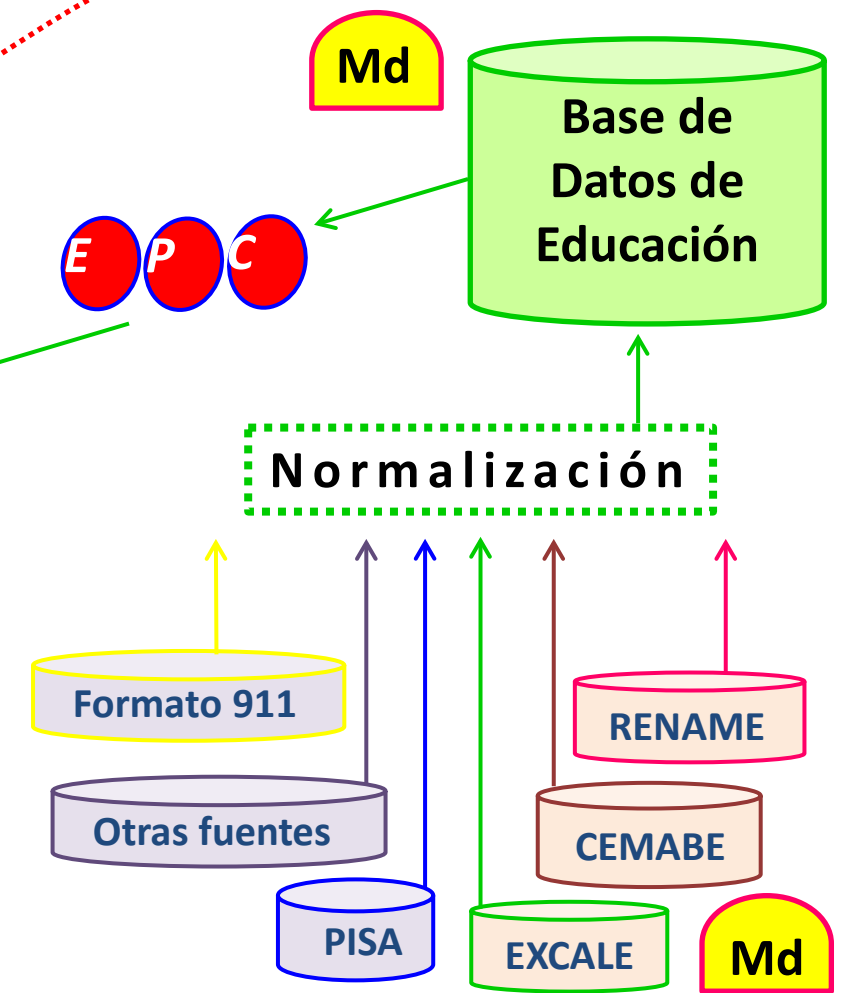 Md
Base de
Datos de
Educación
E P C
Normalización
Formato 911
RENAME
Otras fuentes
CEMABE
PISA
EXCALE
Md